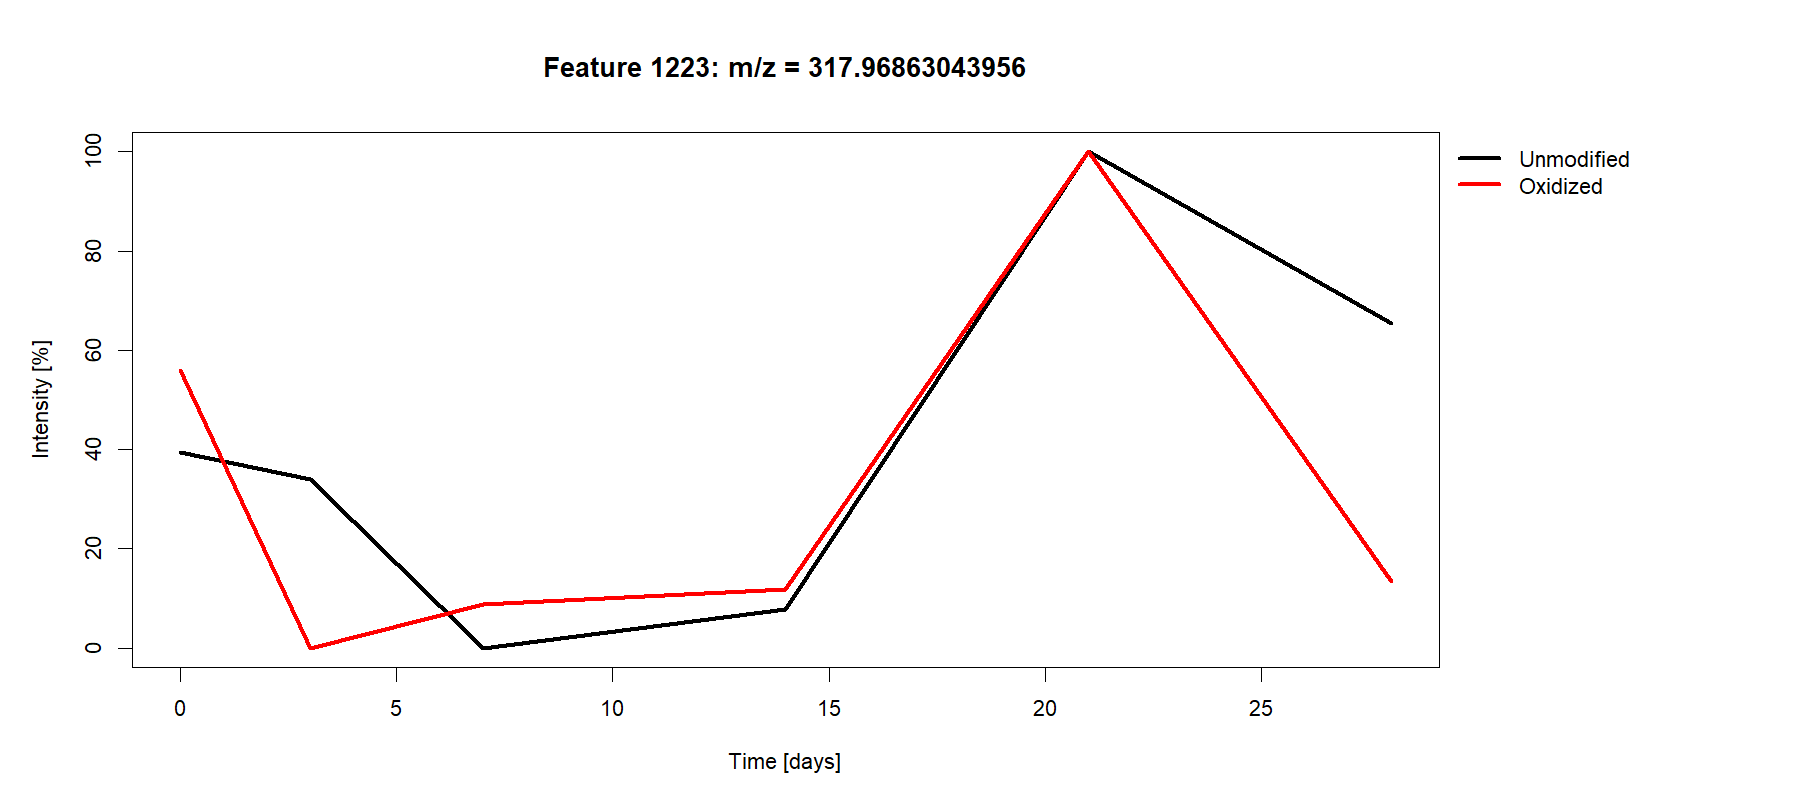 Feature 1223: m/z = 317.96863043956
Unmodified
Oxidized
Intensity [%]
100
80
60
40
20
0
0 5 10 15 20 25
Time [days]